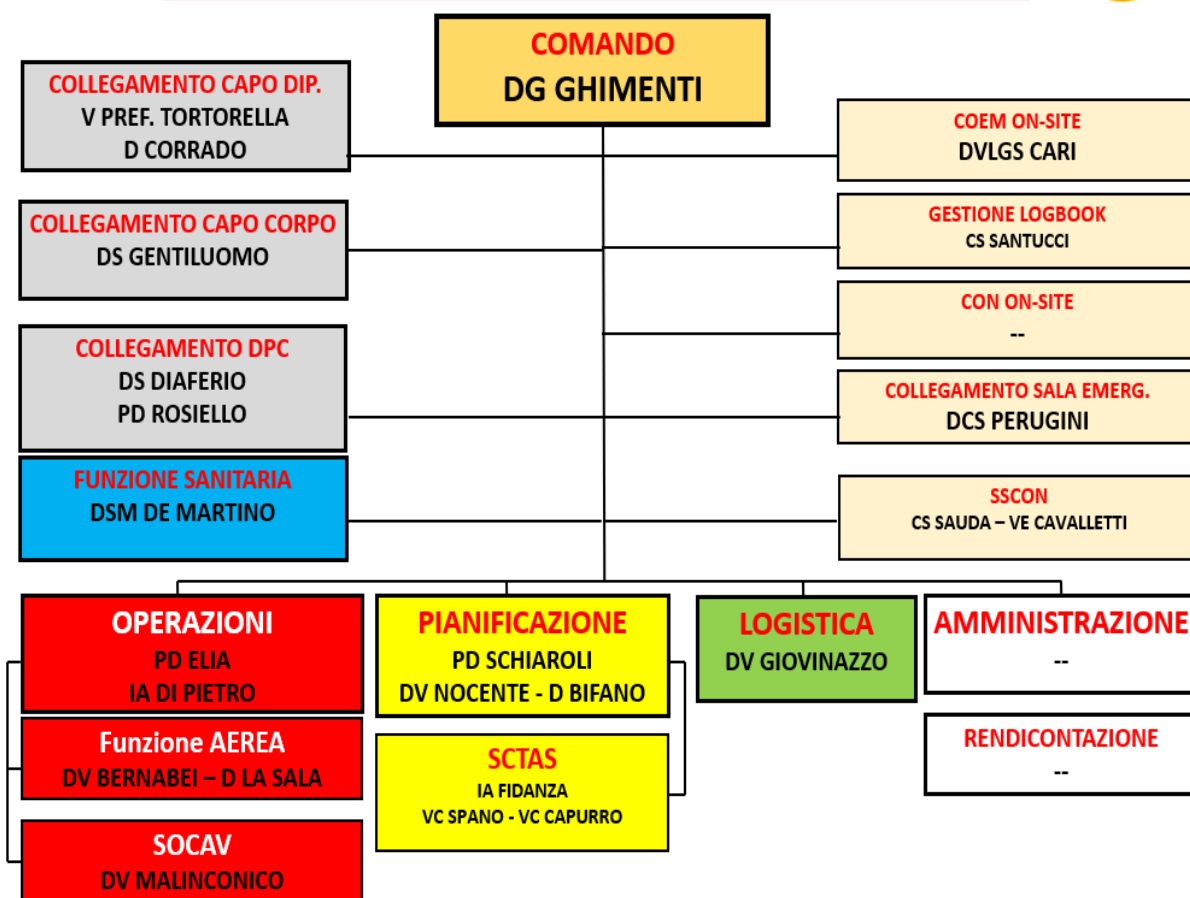 COMANDO
DG GHIMENTI
COLLEGAMENTO CAPO DIP.
V PREF. TORTORELLA
D CORRADO
COEM ON-SITE
DVLGS CARI
COLLEGAMENTO CAPO CORPO
DS GENTILUOMO
GESTIONE LOGBOOK
CS SANTUCCI
CON ON-SITE
--
COLLEGAMENTO DPC
DS DIAFERIO
PD ROSIELLO
COLLEGAMENTO SALA EMERG.
DCS PERUGINI
FUNZIONE SANITARIA
DSM DE MARTINO
SSCON
CS SAUDA – VE CAVALLETTI
OPERAZIONI
PD ELIA
IA DI PIETRO
Funzione AEREA
DV BERNABEI – D LA SALA
SOCAV
DV MALINCONICO
PIANIFICAZIONE
PD SCHIAROLI
DV NOCENTE - D BIFANO
SCTAS
IA FIDANZA
VC SPANO - VC CAPURRO
LOGISTICA
DV GIOVINAZZO
AMMINISTRAZIONE
--
RENDICONTAZIONE
--